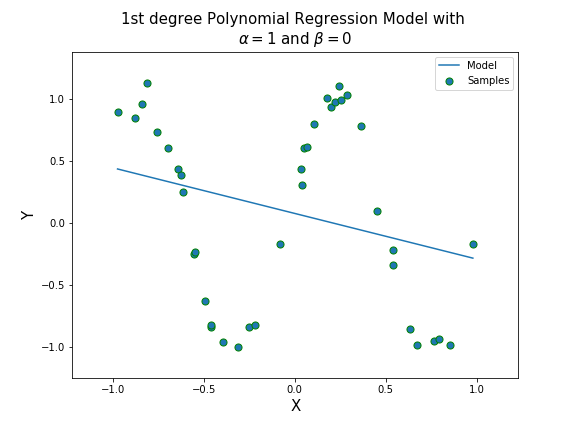 1st degree Polynomial Regression Model with
α = 1 and β = 0
Model
Samples
1.0
0.5
0.0
−0.5
−1.0
Y
−1.0 −0.5 0.0 0.5 1.0
X